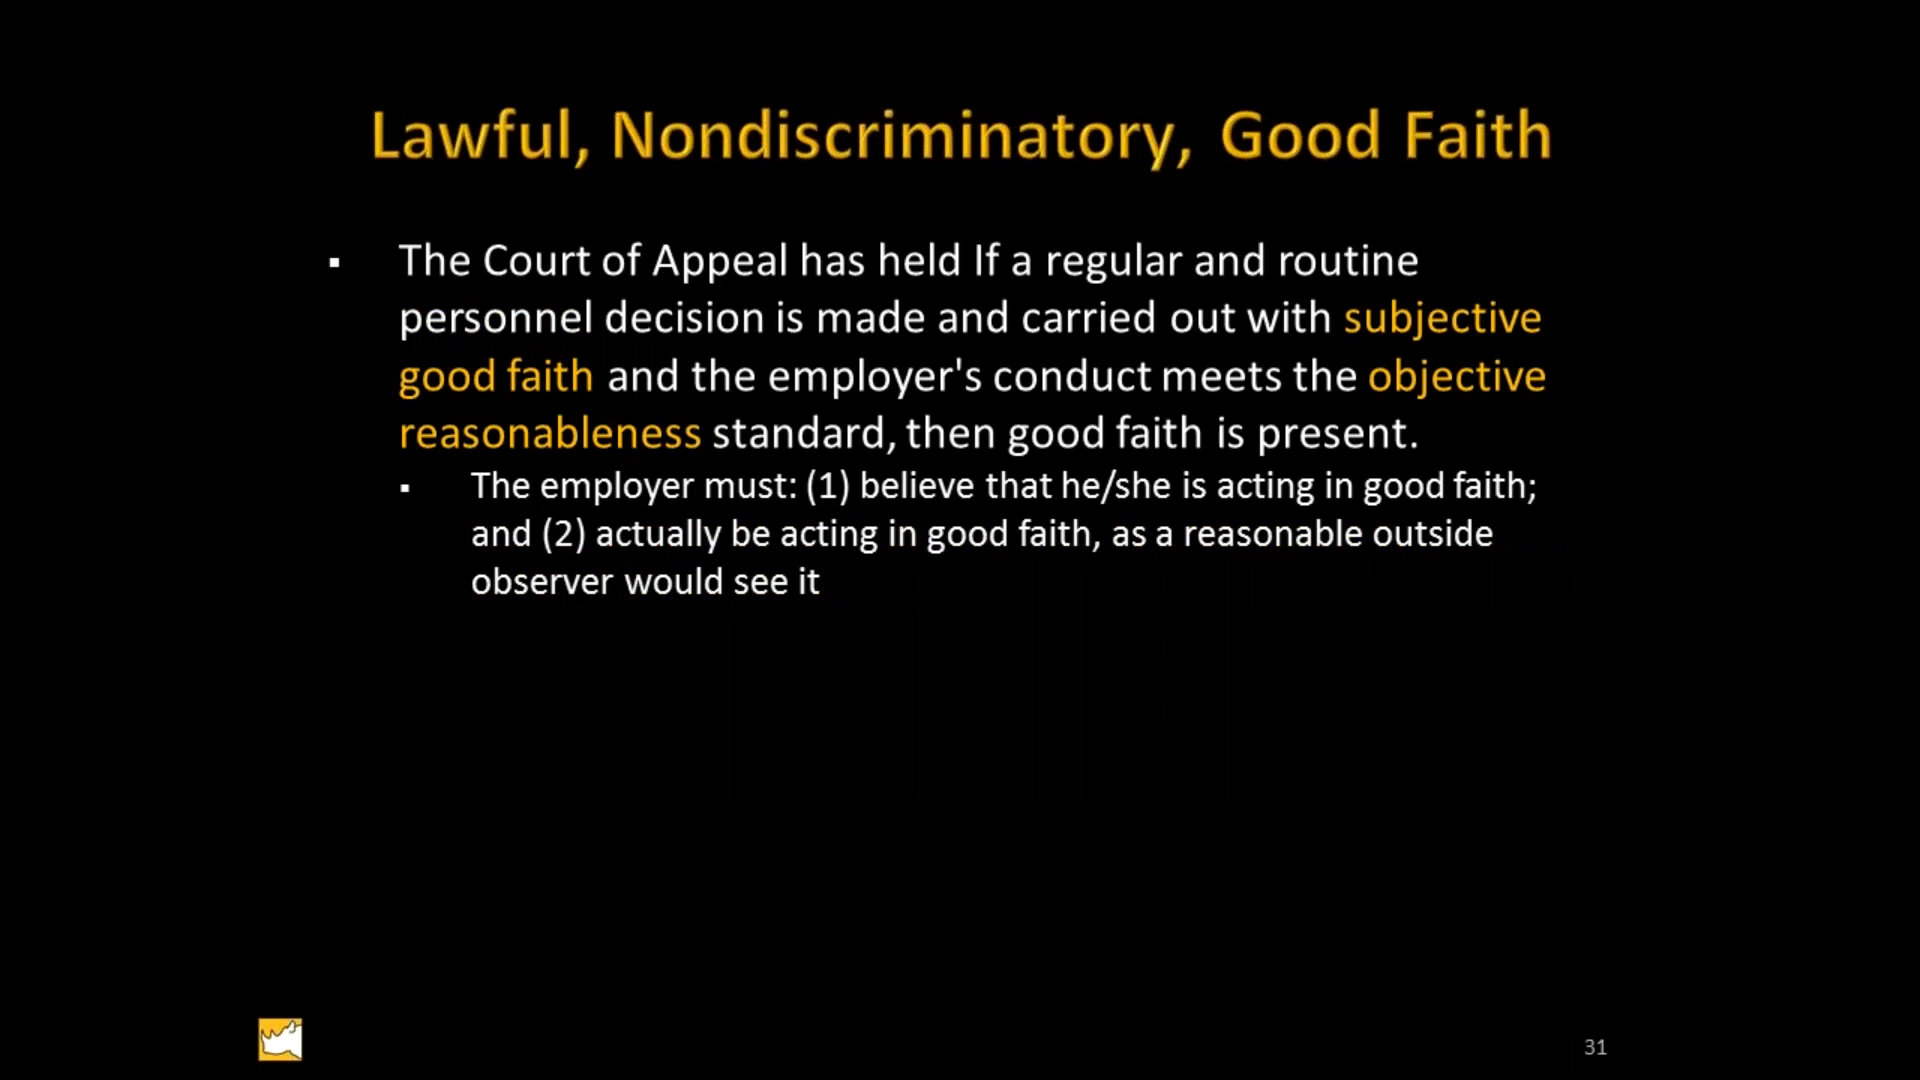 Lawful, Nondiscriminatory, Good Faith
▪ The Court of Appeal has held If a regular and routine
personnel decision is made and carried out with subjective
good faith and the employer's conduct meets the objective
reasonableness standard, then good faith is present.
▪ The employer must: (1) believe that he/she is acting in good faith;
and (2) actually be acting in good faith, as a reasonable outside
observer would see it
31